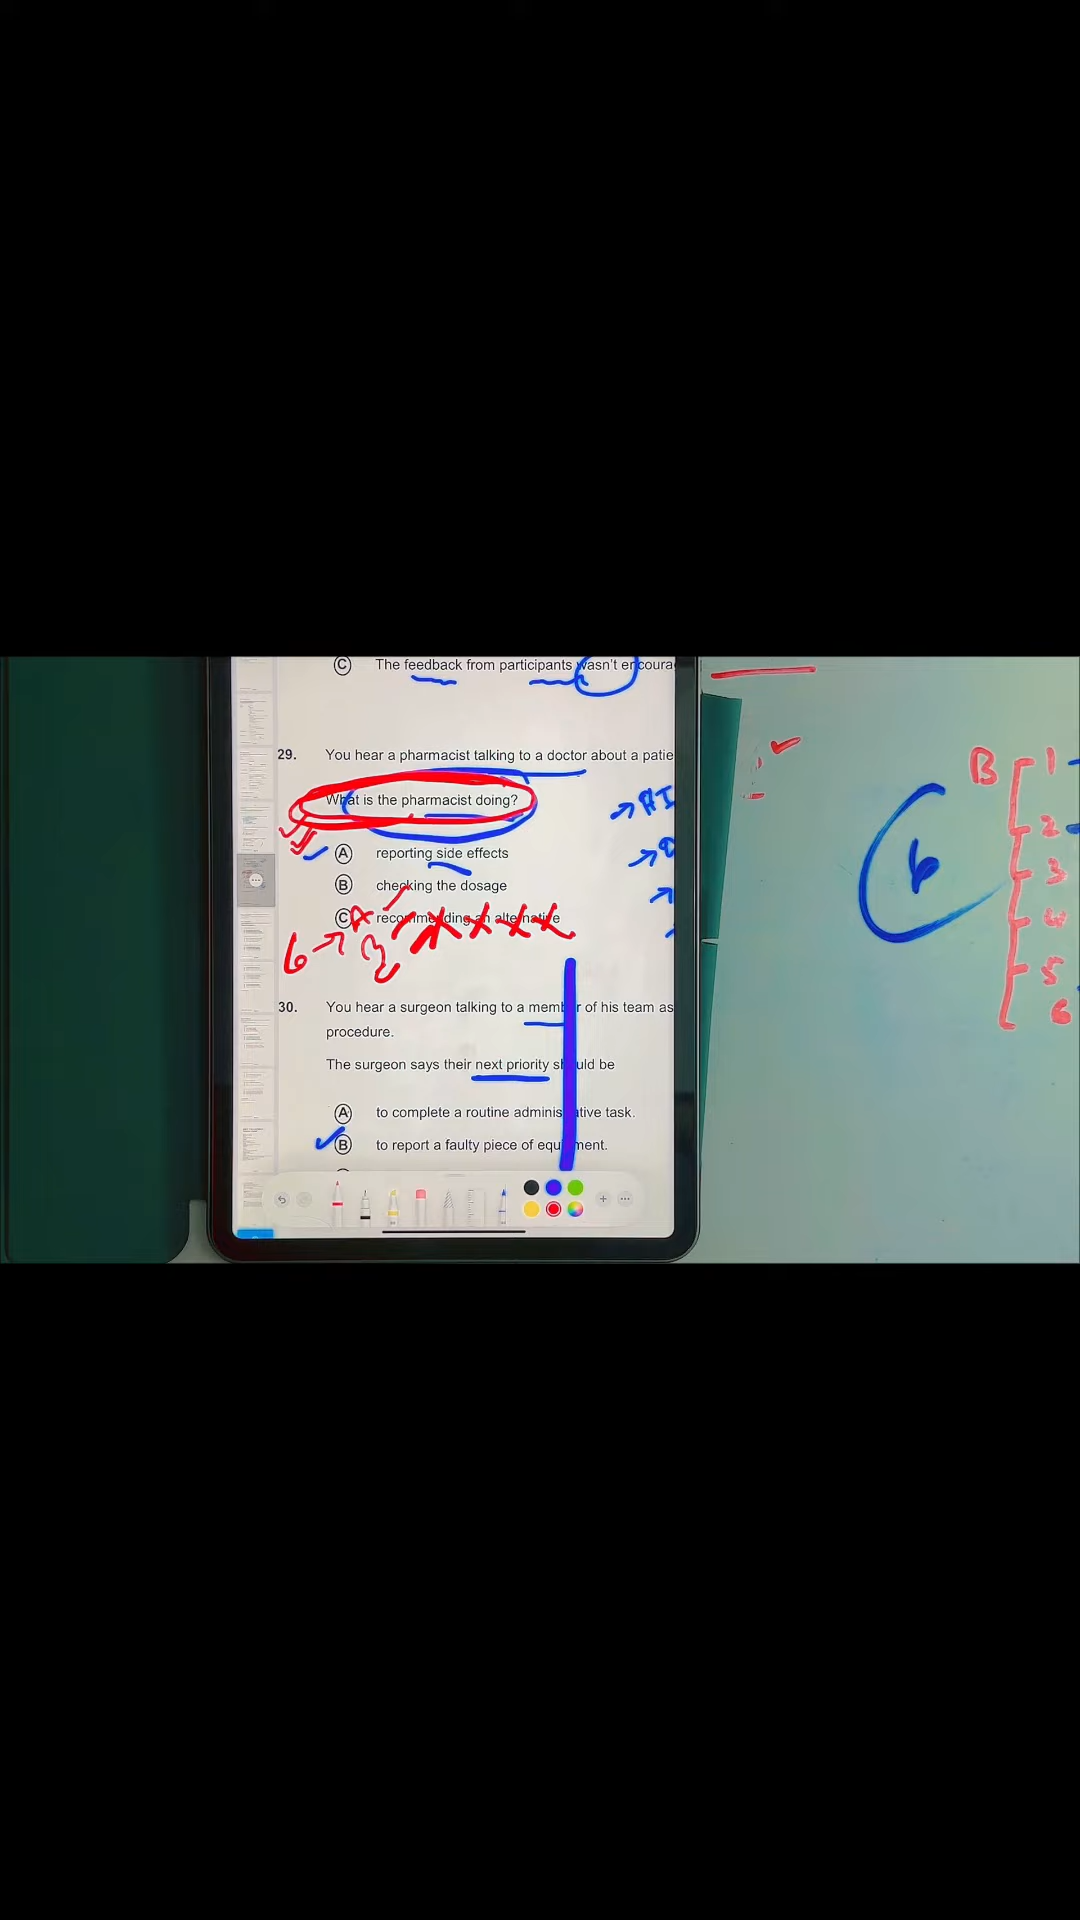 C The feedback from participants wasn't encoura
29. You hear a pharmacist talking to a doctor about a patie
What is the pharmacist doing?
A reporting side effects
B checking the dosage
C recommending an alternative
30. You hear a surgeon talking to a member of his team as
procedure.
The surgeon says their next priority should be
A to complete a routine administrative task.
B to report a faulty piece of equipment.
6 → A
B
B 1
2
3
4
5
6